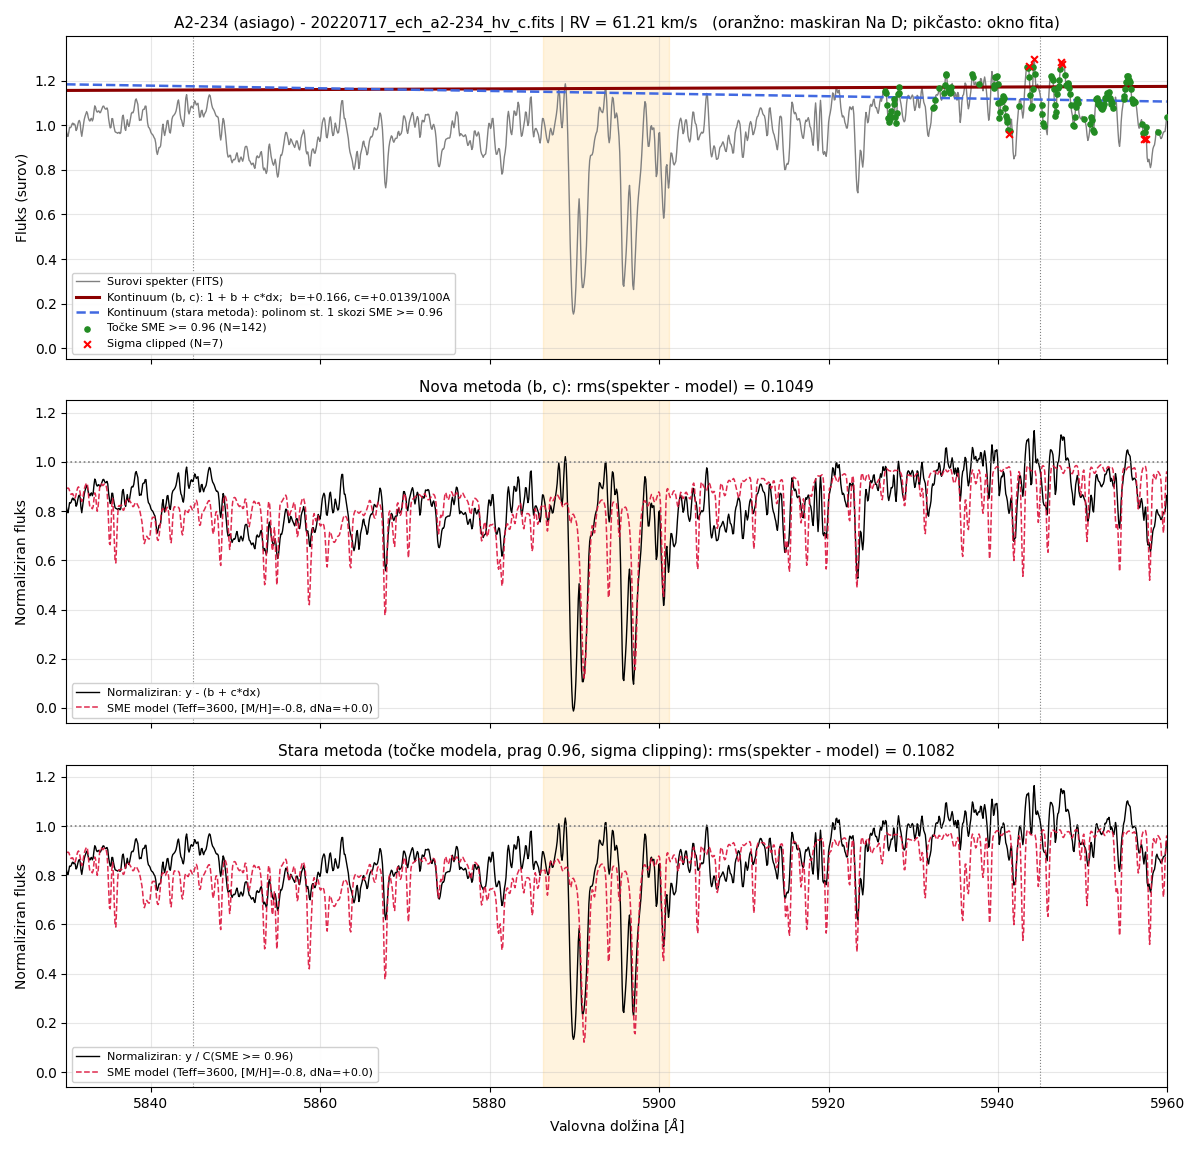 A2-234 (asiago) - 20220717_ech_a2-234_hv_c.fits | RV = 61.21 km/s   (oranžno: maskiran Na D; pikčasto: okno fita)
1.2
1.0
0.8
0.6
0.4
0.2
0.0
Fluks (surov)
Surovi spekter (FITS)
Kontinuum (b, c): 1 + b + c*dx;  b=+0.166, c=+0.0139/100A
Kontinuum (stara metoda): polinom st. 1 skozi SME >= 0.96
Točke SME >= 0.96 (N=142)
Sigma clipped (N=7)
Nova metoda (b, c): rms(spekter - model) = 0.1049
1.2
1.0
0.8
0.6
0.4
0.2
0.0
Normaliziran fluks
Normaliziran: y - (b + c*dx)
SME model (Teff=3600, [M/H]=-0.8, dNa=+0.0)
Stara metoda (točke modela, prag 0.96, sigma clipping): rms(spekter - model) = 0.1082
1.2
1.0
0.8
0.6
0.4
0.2
0.0
Normaliziran fluks
Normaliziran: y / C(SME >= 0.96)
SME model (Teff=3600, [M/H]=-0.8, dNa=+0.0)
5840 5860 5880 5900 5920 5940 5960
Valovna dolžina [Å]